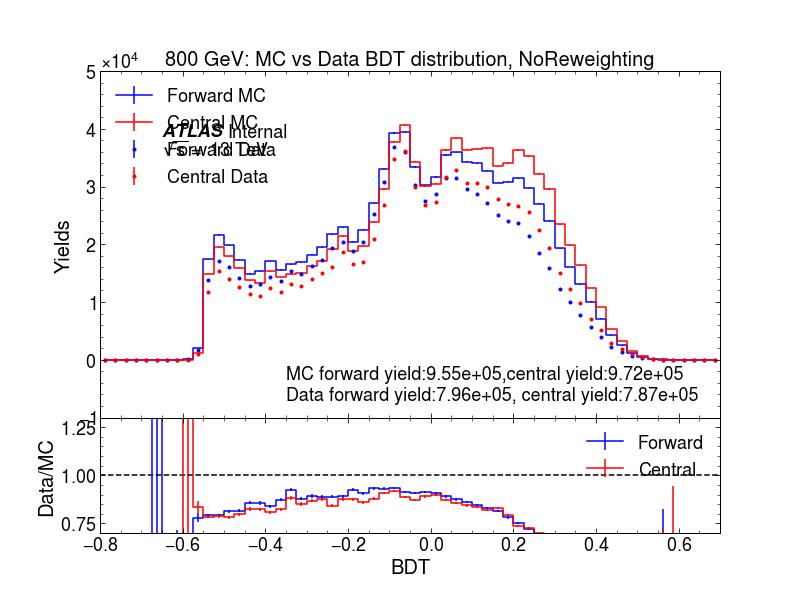 ×10⁴
800 GeV: MC vs Data BDT distribution, NoReweighting
5
4
3
2
1
0
−1
Yields
Forward MC
Central MC
ATLAS Internal
√s = 13 TeV
Forward Data
Central Data
MC forward yield:9.55e+05,central yield:9.72e+05
Data forward yield:7.96e+05, central yield:7.87e+05
1.25
1.00
0.75
Data/MC
Forward
Central
−0.8 −0.6 −0.4 −0.2 0.0 0.2 0.4 0.6
BDT